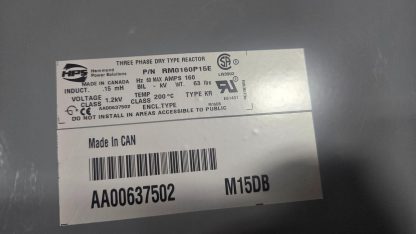 THREE PHASE DRY TYPE REACTOR
HPS
Hammond
Power Solutions
P/N RM0160P15E
MADE IN CANADA
Hz 60 MAX AMPS 160
INDUCT. .15 mH BIL - kV WT. 63 lbs
VOLTAGE CLASS 1.2kV TEMP CLASS 200°C TYPE KR
AA00637502 ENCL.TYPE
DO NOT INSTALL IN AREAS ACCESSIBLE TO PUBLIC
Made In CAN
AA00637502 M15DB